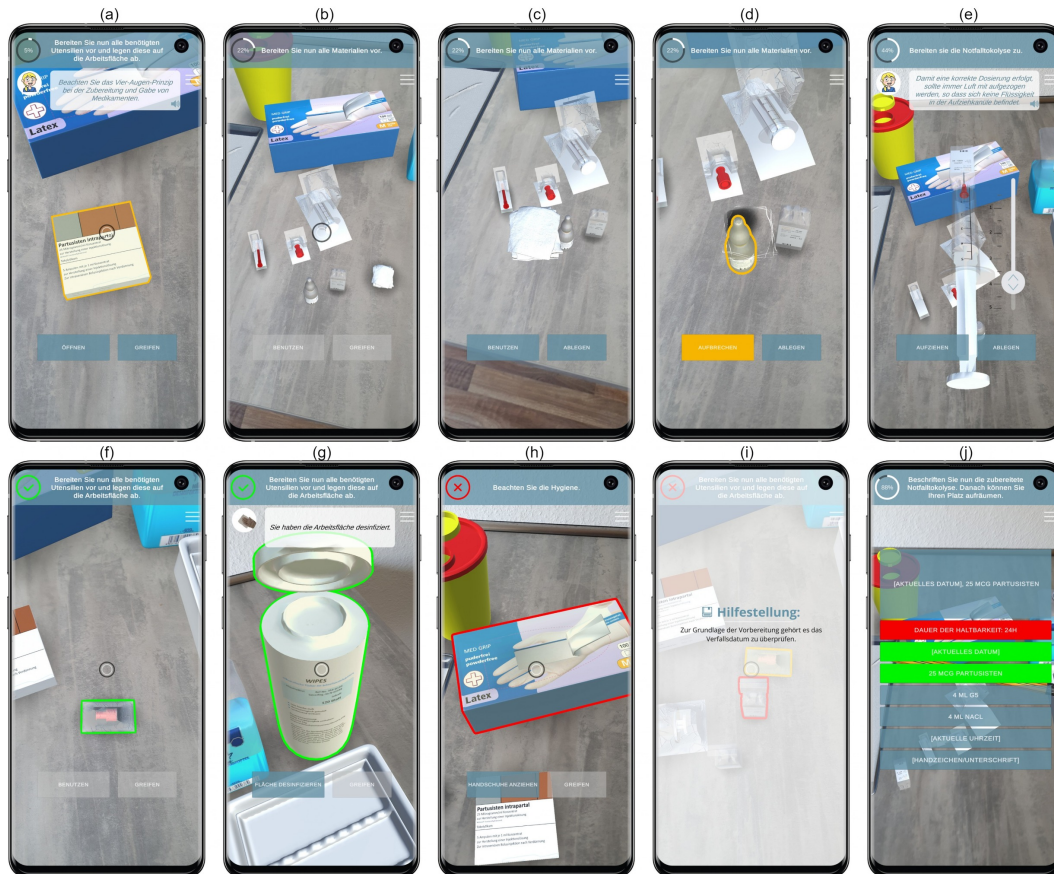 (a)
5%
Bereiten Sie nun alle benötigten
Utensilien vor und legen diese auf
die Arbeitsfläche ab.
Beachten Sie das Vier-Augen-Prinzip
bei der Zubereitung und Gabe von
Medikamenten.
Latex
Partusisten intrapartal
ÖFFNEN
GREIFEN
(b)
22%
Bereiten Sie nun alle Materialien vor.
MED GRIP
Latex
BENUTZEN
GREIFEN
(c)
22%
Bereiten Sie nun alle Materialien vor.
Latex
BENUTZEN
ABLEGEN
(d)
22%
Bereiten Sie nun alle Materialien vor.
AUFBRECHEN
ABLEGEN
(e)
44%
Bereiten sie die Notfalltokolyse zu.
Damit eine korrekte Dosierung erfolgt,
sollte immer Luft mit aufgezogen
werden, so dass sich keine Flüssigkeit
in der Aufziehkanüle befindet.
Latex
AUFZIEHEN
ABLEGEN
(f)
Bereiten Sie nun alle benötigten
Utensilien vor und legen diese auf
die Arbeitsfläche ab.
BENUTZEN
GREIFEN
(g)
Bereiten Sie nun alle benötigten
Utensilien vor und legen diese auf
die Arbeitsfläche ab.
Sie haben die Arbeitsfläche desinfiziert.
WIPES
FLÄCHE DESINFIZIEREN
GREIFEN
(h)
Beachten Sie die Hygiene.
MED GRIP
puderfrei
powderfree
100
Latex
HANDSCHUHE ANZIEHEN
GREIFEN
Partusisten intrapartal
(i)
Bereiten Sie nun alle benötigten
Utensilien vor und legen diese auf
die Arbeitsfläche ab.
Hilfestellung:
Zur Grundlage der Vorbereitung gehört es das
Verfallsdatum zu überprüfen.
(j)
Beschriften Sie nun die zubereitete
Notfalltokolyse. Danach können Sie
Ihren Platz aufräumen.
[AKTUELLES DATUM], 25 MCG PARTUSISTEN
DAUER DER HALTBARKEIT: 24H
[AKTUELLES DATUM]
25 MCG PARTUSISTEN
4 ML G5
4 ML NACL
[AKTUELLE UHRZEIT]
[HANDZEICHEN/UNTERSCHRIFT]